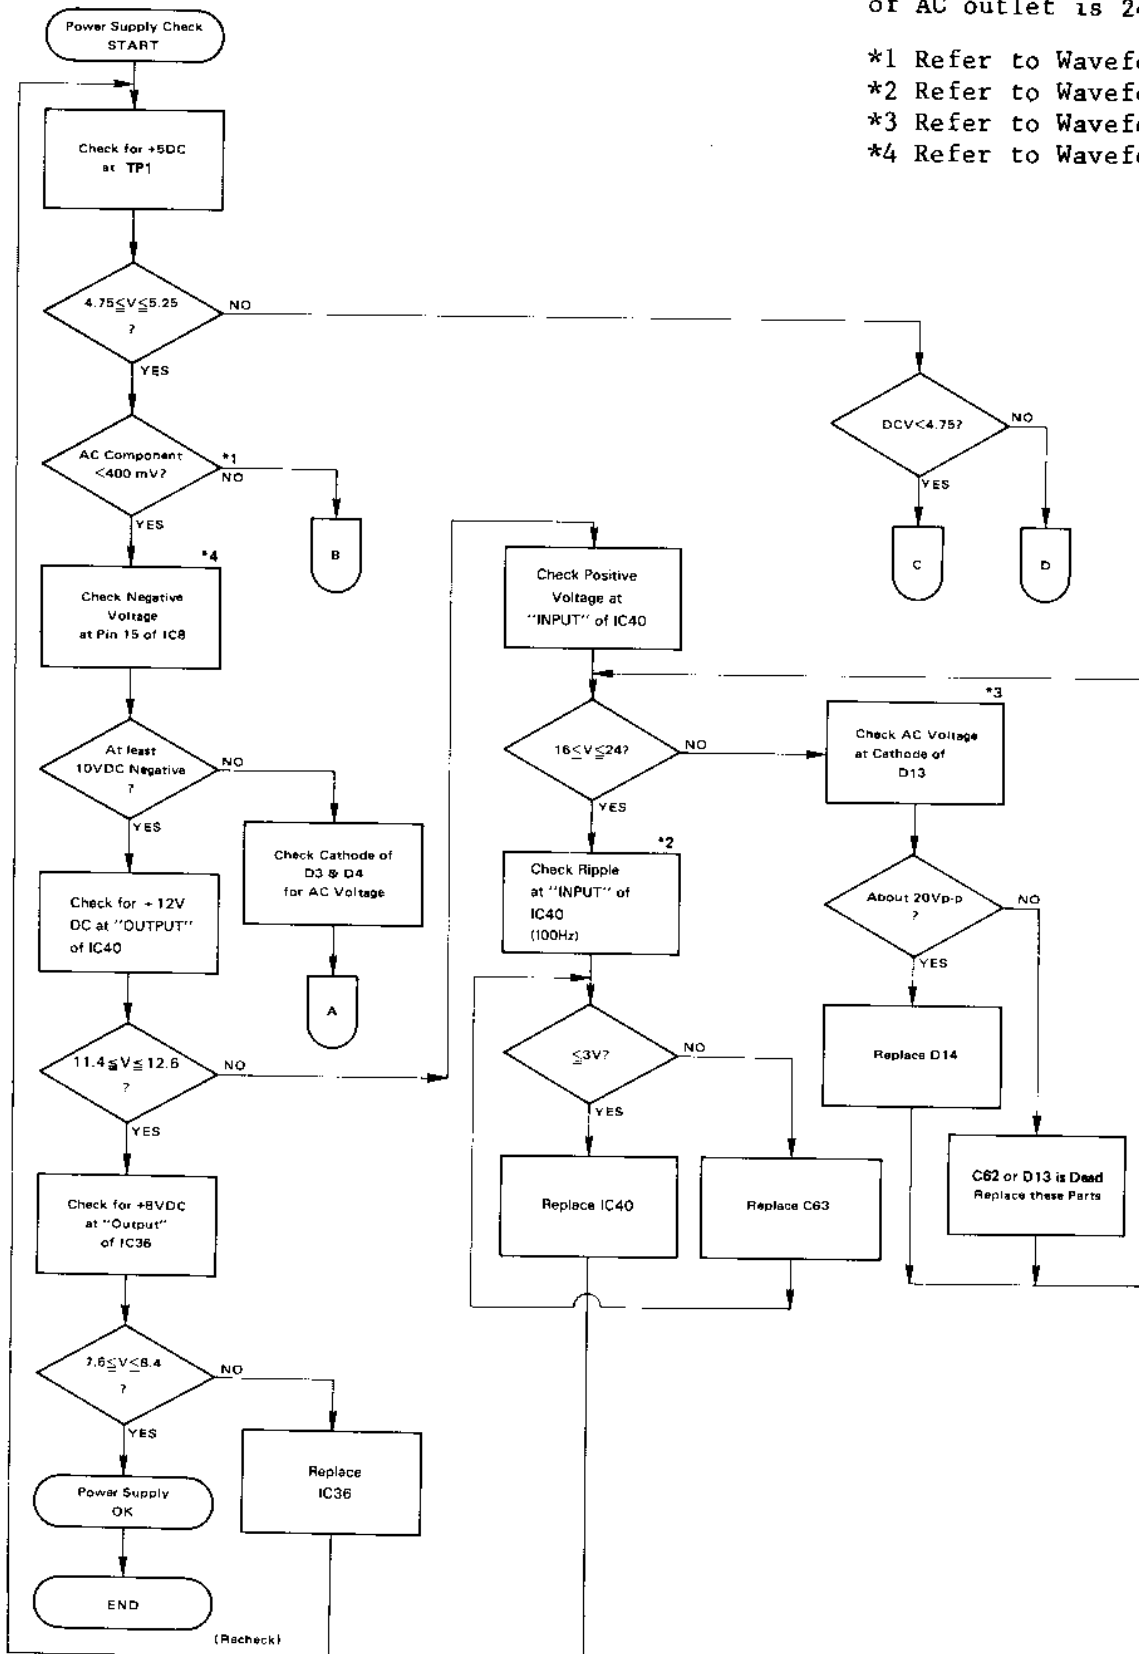 of AC outlet is 24
*1 Refer to Wavefo
*2 Refer to Wavefo
*3 Refer to Wavefo
*4 Refer to Wavefo
Power Supply Check
START
Check for +5DC
at TP1
4.75≦V≦5.25
?
NO
YES
DCV<4.75?
NO
YES
C
D
AC Component
<400 mV?
*1
NO
YES
B
*4
Check Negative
Voltage
at Pin 15 of IC8
At least
10VDC Negative
?
NO
YES
Check Cathode of
D3 & D4
for AC Voltage
A
Check for + 12V
DC at "OUTPUT"
of IC40
11.4≦V≦12.6
?
NO
YES
Check Positive
Voltage at
"INPUT" of IC40
16≦V≦24?
NO
YES
*3
Check AC Voltage
at Cathode of
D13
About 20Vp-p
?
NO
YES
Replace D14
C62 or D13 is Dead
Replace these Parts
*2
Check Ripple
at "INPUT" of
IC40
(100Hz)
≦3V?
NO
YES
Replace IC40
Replace C63
Check for +8VDC
at "Output"
of IC36
7.6≦V≦8.4
?
NO
YES
Replace
IC36
Power Supply
OK
END
(Recheck)